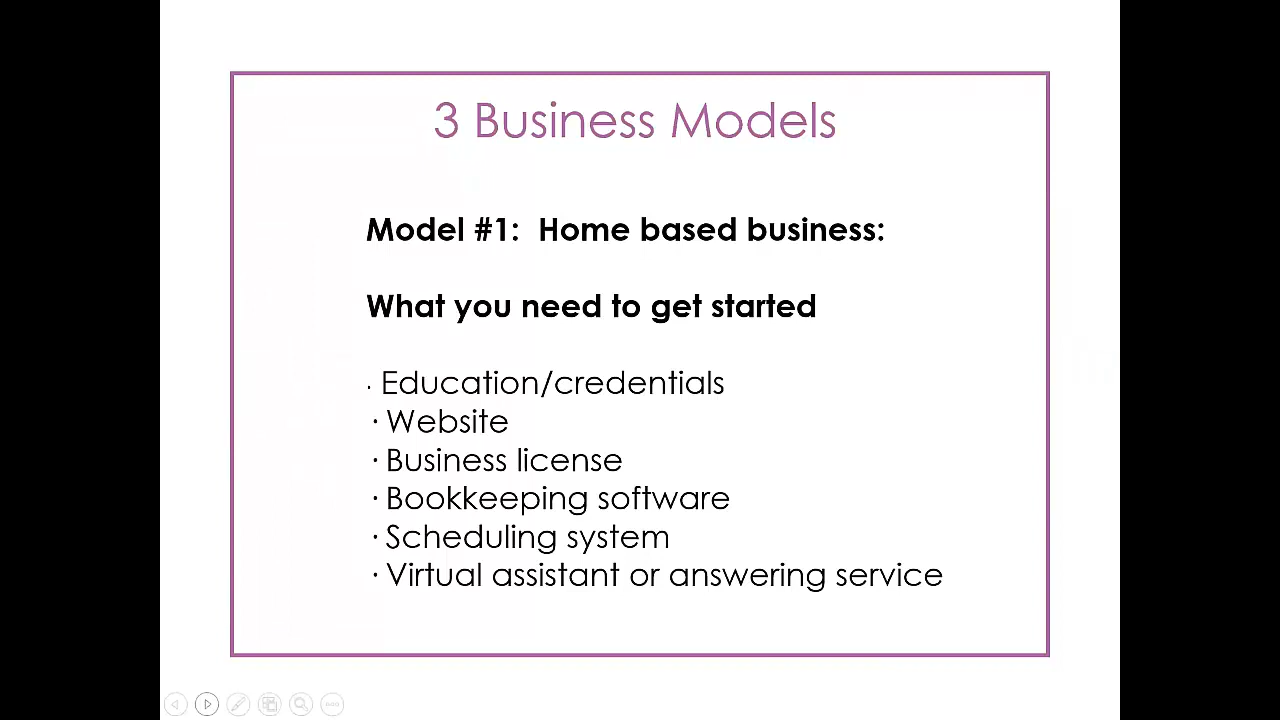 3 Business Models
Model #1:  Home based business:
What you need to get started
· Education/credentials
· Website
· Business license
· Bookkeeping software
· Scheduling system
· Virtual assistant or answering service